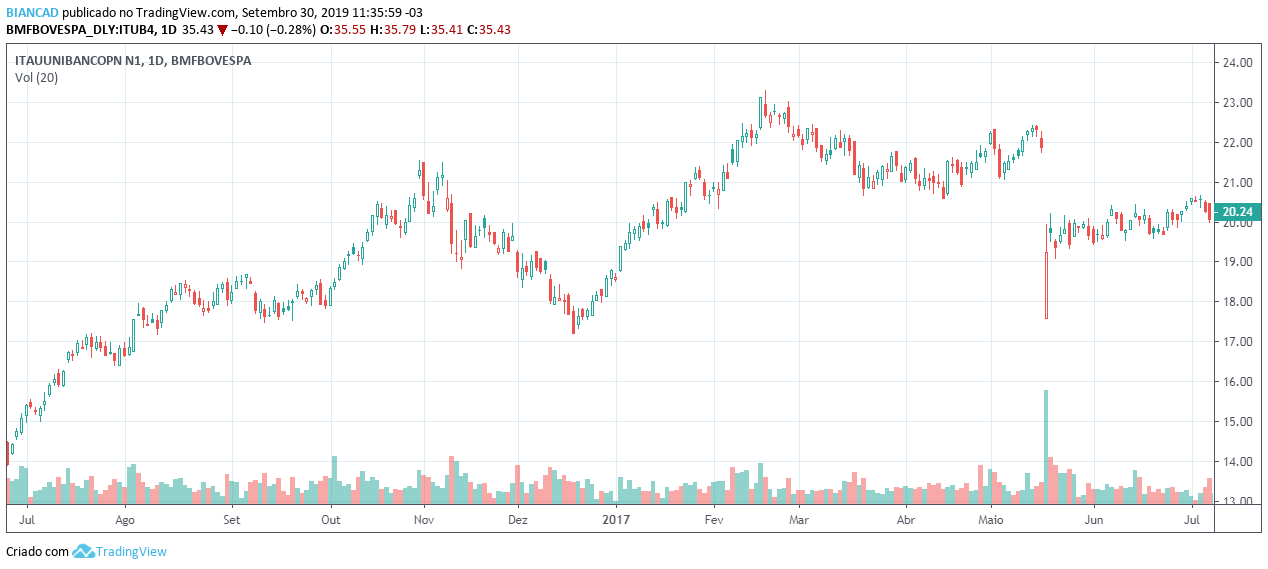 BIANCAD publicado no TradingView.com, Setembro 30, 2019 11:35:59 -03
BMFBOVESPA_DLY:ITUB4, 1D 35.43 ▼ −0.10 (−0.28%) O:35.55 H:35.79 L:35.41 C:35.43
ITAUUNIBANCOPN N1, 1D, BMFBOVESPA
Vol (20)
24.00
23.00
22.00
21.00
20.24
20.00
19.00
18.00
17.00
16.00
15.00
14.00
13.00
Jul Ago Set Out Nov Dez 2017 Fev Mar Abr Maio Jun Jul
Criado com TradingView